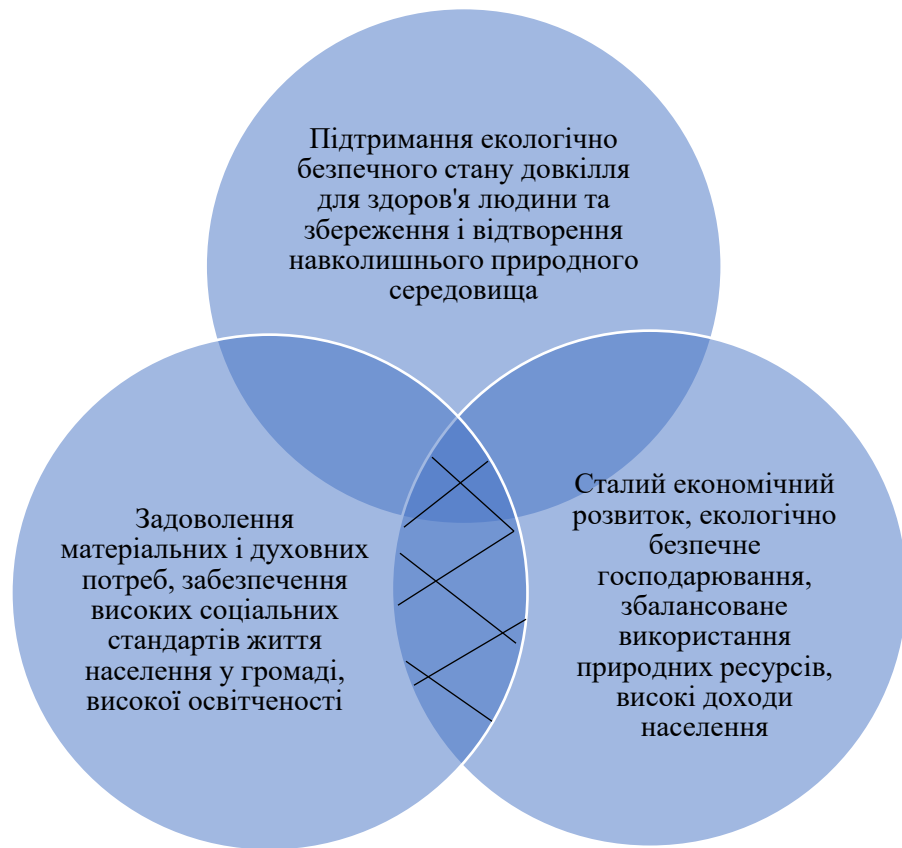 Підтримання екологічно
безпечного стану довкілля
для здоров'я людини та
збереження і відтворення
навколишнього природного
середовища
Задоволення
матеріальних і духовних
потреб, забезпечення
високих соціальних
стандартів життя
населення у громаді,
високої освітченості
Сталий економічний
розвиток, екологічно
безпечне
господарювання,
збалансоване
використання
природних ресурсів,
високі доходи
населення